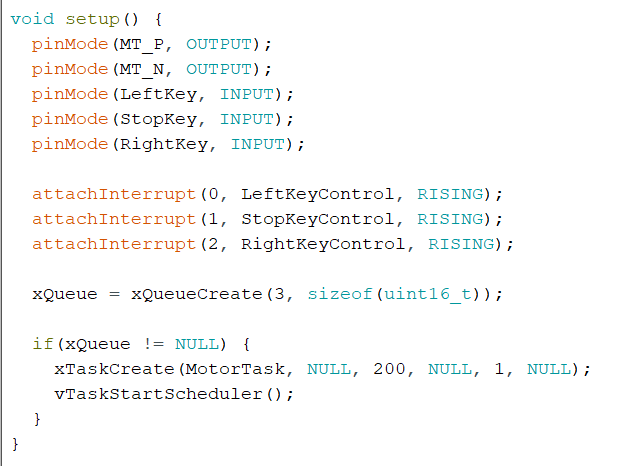 void setup() {
pinMode(MT_P, OUTPUT);
pinMode(MT_N, OUTPUT);
pinMode(LeftKey, INPUT);
pinMode(StopKey, INPUT);
pinMode(RightKey, INPUT);
attachInterrupt(0, LeftKeyControl, RISING);
attachInterrupt(1, StopKeyControl, RISING);
attachInterrupt(2, RightKeyControl, RISING);
xQueue = xQueueCreate(3, sizeof(uint16_t));
if(xQueue != NULL) {
xTaskCreate(MotorTask, NULL, 200, NULL, 1, NULL);
vTaskStartScheduler();
}
}